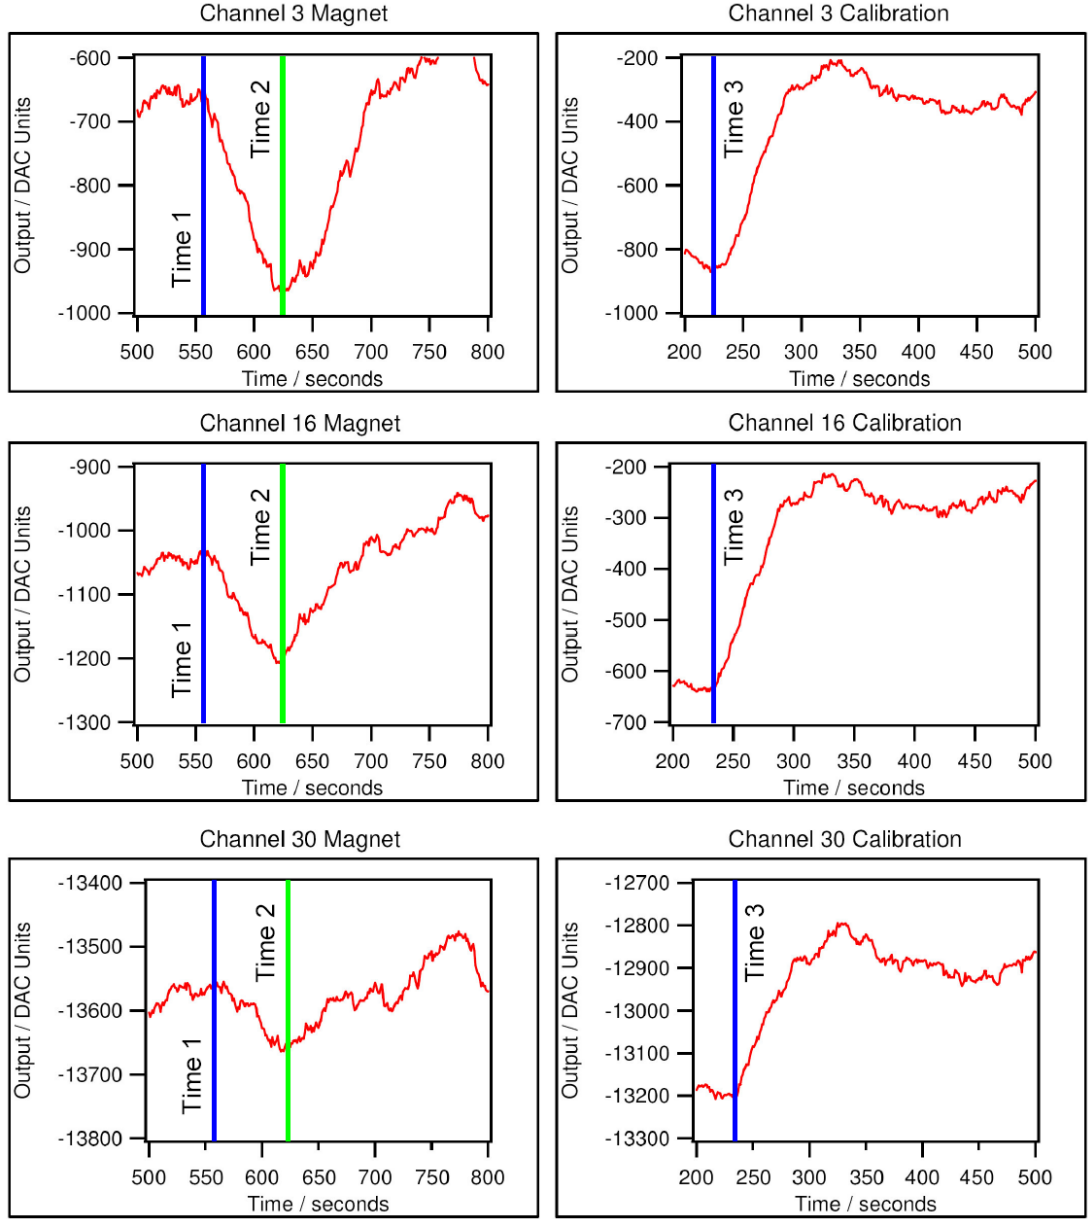 Channel 3 Magnet
Output / DAC Units
-600
-700
-800
-900
-1000
Time 1
Time 2
500 550 600 650 700 750 800
Time / seconds
Channel 3 Calibration
Output / DAC Units
-200
-400
-600
-800
-1000
Time 3
200 250 300 350 400 450 500
Time / seconds
Channel 16 Magnet
Output / DAC Units
-900
-1000
-1100
-1200
-1300
Time 1
Time 2
500 550 600 650 700 750 800
Time / seconds
Channel 16 Calibration
Output / DAC Units
-200
-300
-400
-500
-600
-700
Time 3
200 250 300 350 400 450 500
Time / seconds
Channel 30 Magnet
Output / DAC Units
-13400
-13500
-13600
-13700
-13800
Time 1
Time 2
500 550 600 650 700 750 800
Time / seconds
Channel 30 Calibration
Output / DAC Units
-12700
-12800
-12900
-13000
-13100
-13200
-13300
Time 3
200 250 300 350 400 450 500
Time / seconds